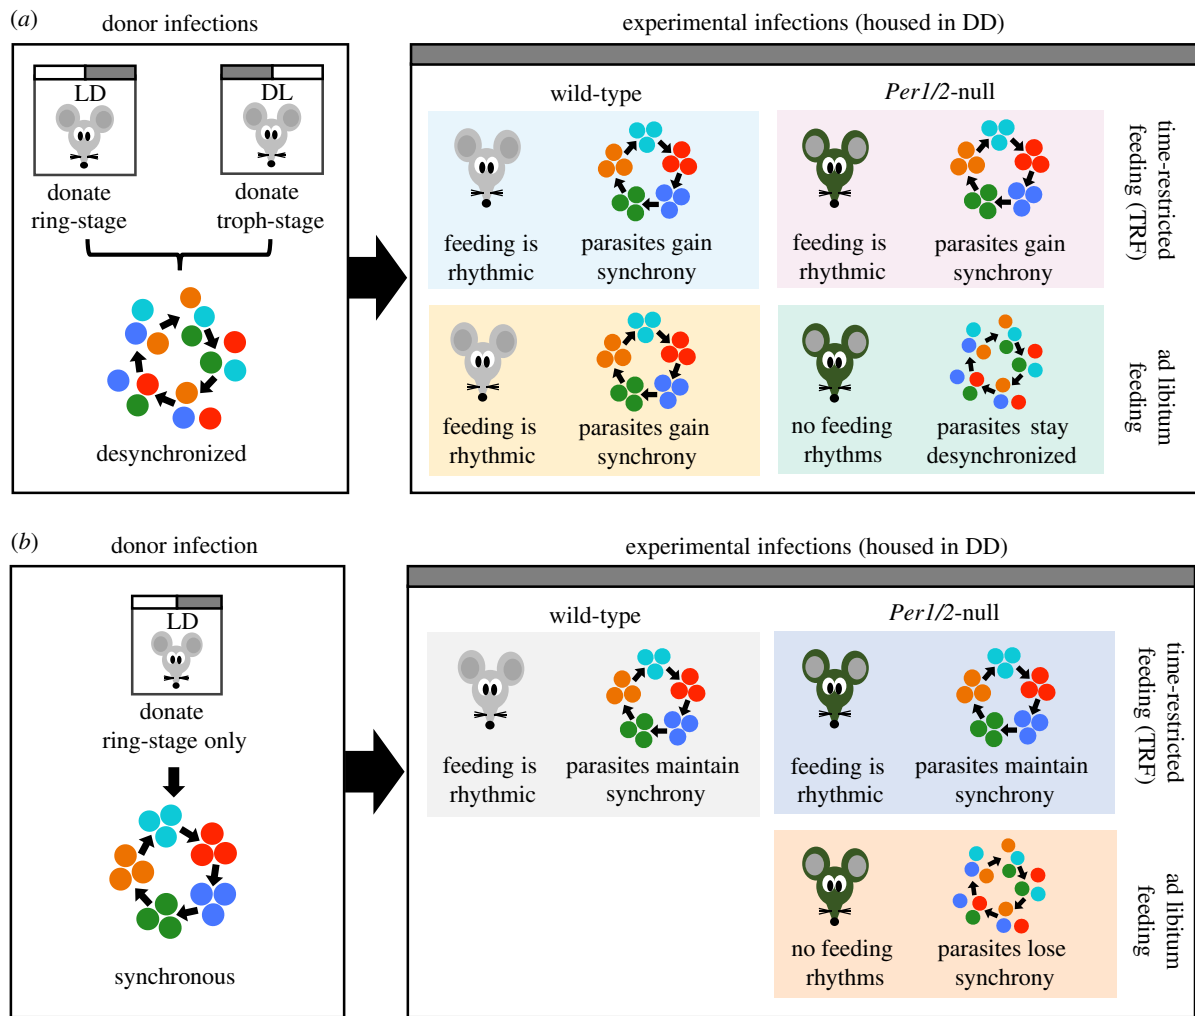 (a)
donor infections
experimental infections (housed in DD)
LD
DL
donate
ring-stage
donate
troph-stage
desynchronized
wild-type
Per1/2-null
feeding is
rhythmic
parasites gain
synchrony
feeding is
rhythmic
parasites gain
synchrony
time-restricted
feeding (TRF)
feeding is
rhythmic
parasites gain
synchrony
no feeding
rhythms
parasites stay
desynchronized
ad libitum
feeding
(b)
donor infection
experimental infections (housed in DD)
LD
donate
ring-stage only
synchronous
wild-type
Per1/2-null
feeding is
rhythmic
parasites maintain
synchrony
feeding is
rhythmic
parasites maintain
synchrony
time-restricted
feeding (TRF)
no feeding
rhythms
parasites lose
synchrony
ad libitum
feeding